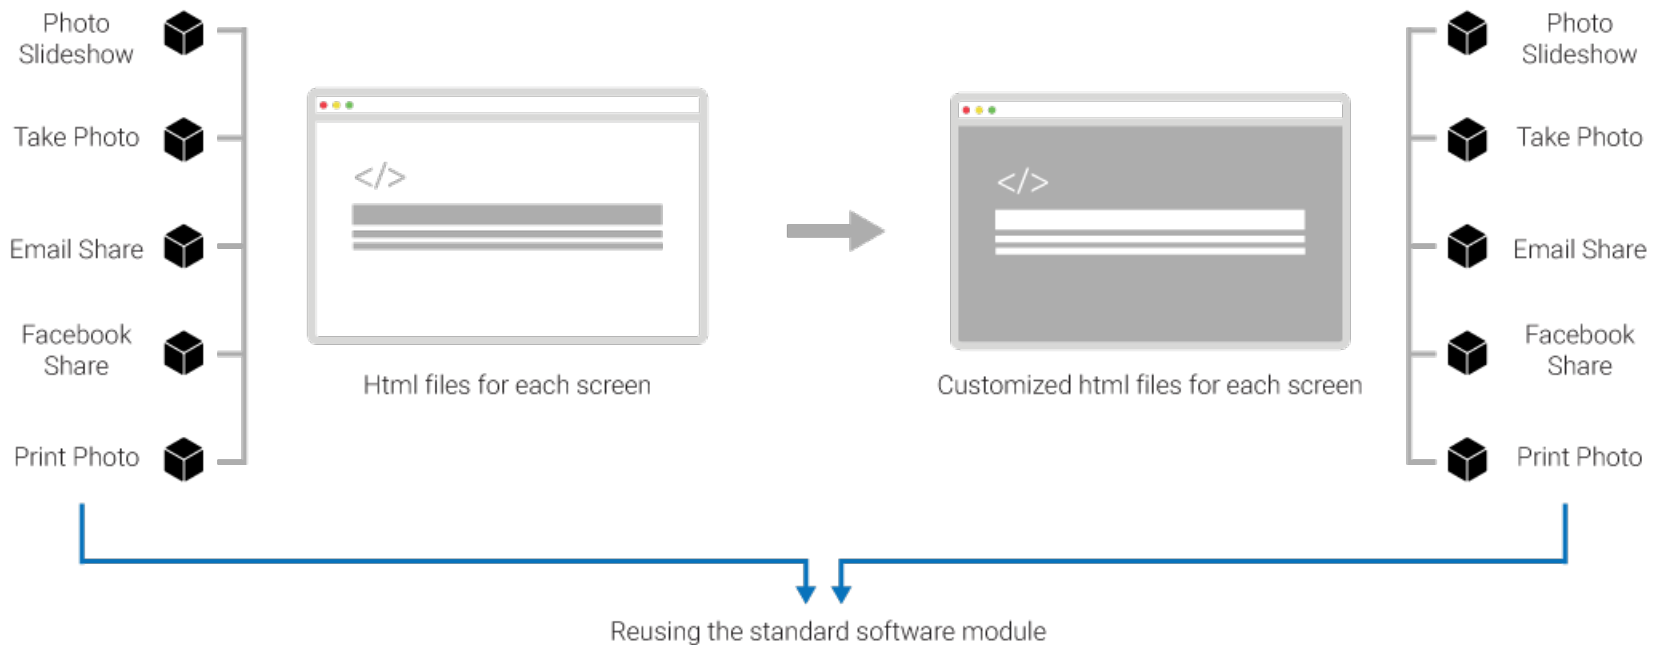 Photo
Slideshow
Take Photo
Email Share
Facebook
Share
Print Photo
</>
Html files for each screen
</>
Customized html files for each screen
Photo
Slideshow
Take Photo
Email Share
Facebook
Share
Print Photo
Reusing the standard software module